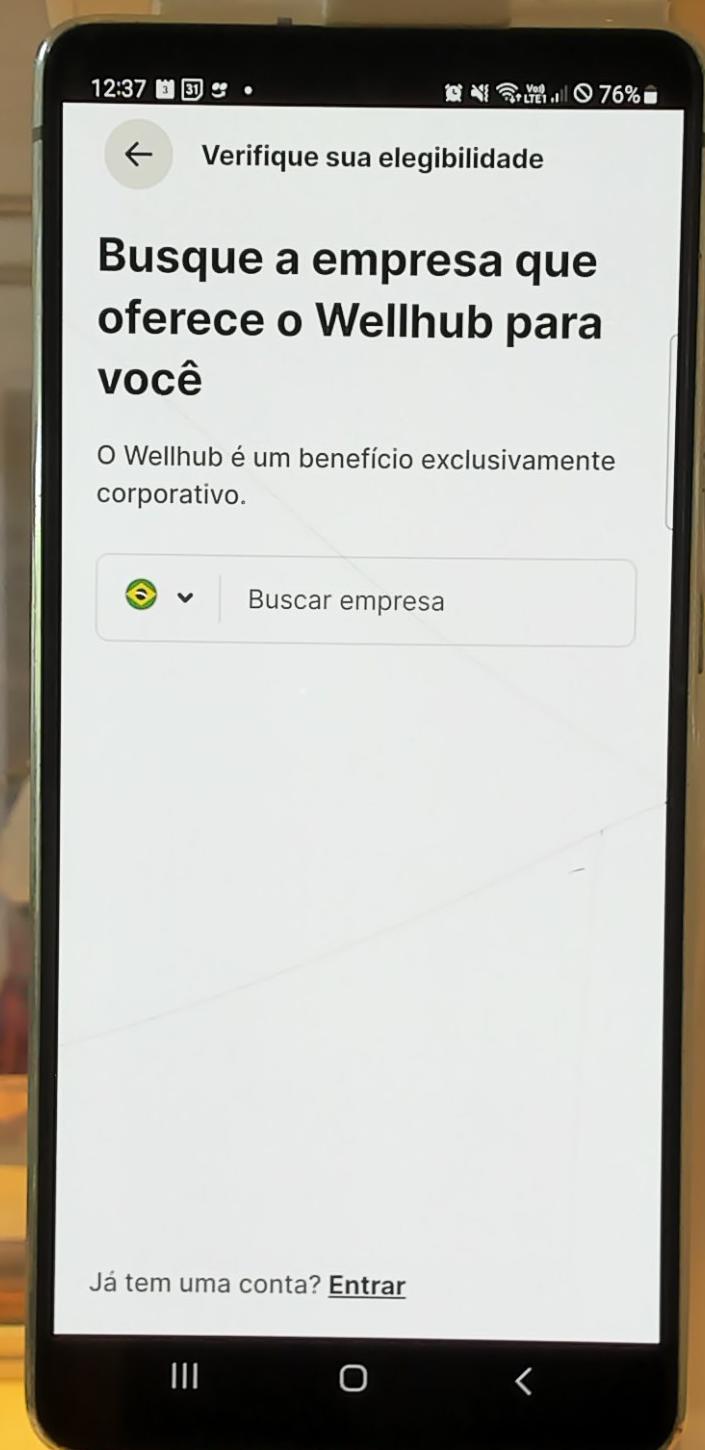 12:37 3 31 Vo)) LTE1 76%
Verifique sua elegibilidade
Busque a empresa que
oferece o Wellhub para
você
O Wellhub é um benefício exclusivamente
corporativo.
Buscar empresa
Já tem uma conta? Entrar